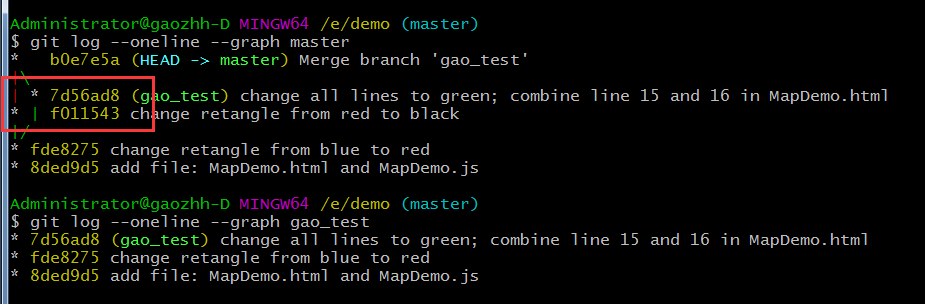 Administrator@gaozhh-D MINGW64 /e/demo (master)
$ git log --oneline --graph master
*   b0e7e5a (HEAD -> master) Merge branch 'gao_test'
|\
| * 7d56ad8 (gao_test) change all lines to green; combine line 15 and 16 in MapDemo.html
* | f011543 change retangle from red to black
|/
* fde8275 change retangle from blue to red
* 8ded9d5 add file: MapDemo.html and MapDemo.js
Administrator@gaozhh-D MINGW64 /e/demo (master)
$ git log --oneline --graph gao_test
* 7d56ad8 (gao_test) change all lines to green; combine line 15 and 16 in MapDemo.html
* fde8275 change retangle from blue to red
* 8ded9d5 add file: MapDemo.html and MapDemo.js